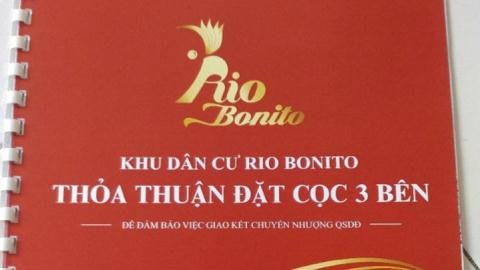 Rio
Bonito
KHU DÂN CƯ RIO BONITO
THỎA THUẬN ĐẶT CỌC 3 BÊN
ĐỂ ĐẢM BẢO VIỆC GIAO KẾT CHUYỂN NHƯỢNG QSDĐ